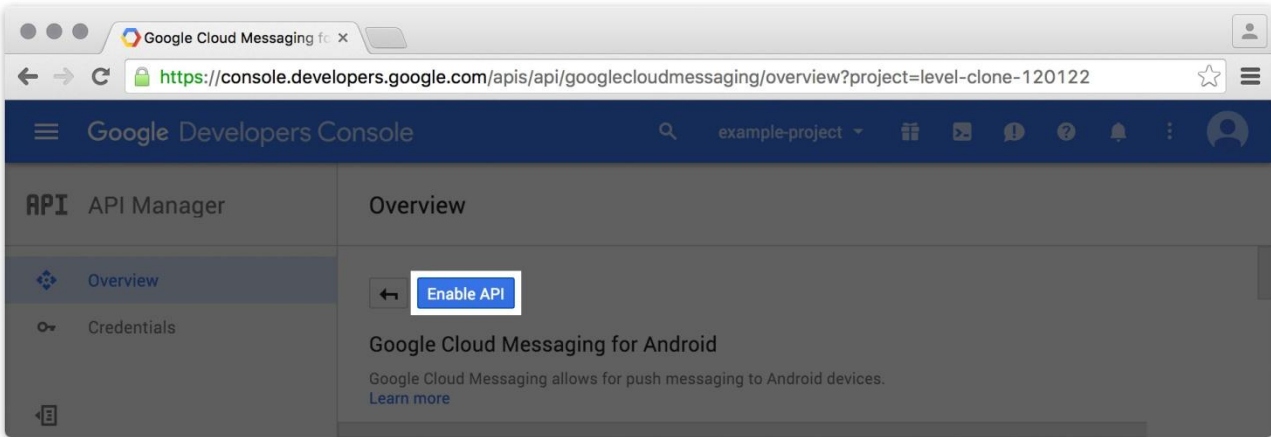 Google Cloud Messaging fo
https://console.developers.google.com/apis/api/googlecloudmessaging/overview?project=level-clone-120122
Google Developers Console
example-project
API API Manager
Overview
Overview
Enable API
Credentials
Google Cloud Messaging for Android
Google Cloud Messaging allows for push messaging to Android devices.
Learn more